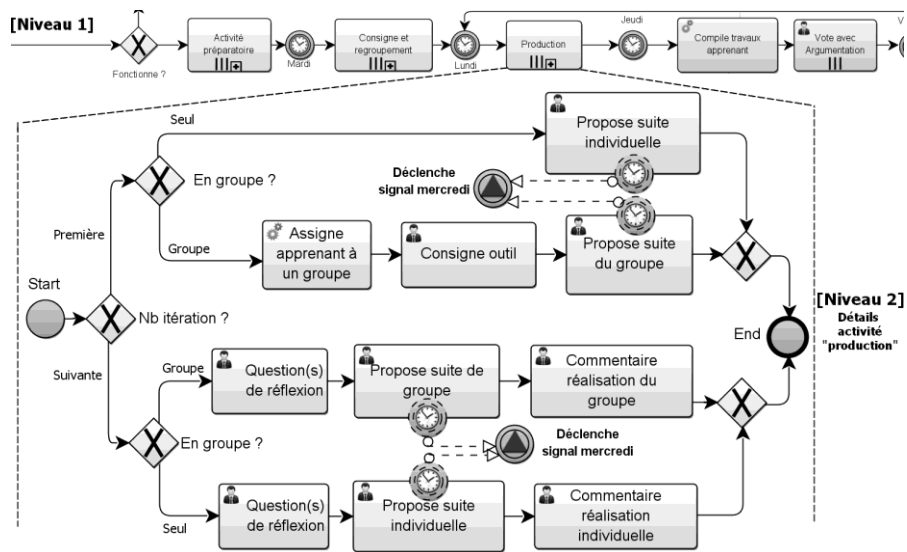 [Niveau 1]
Fonctionne ?
Activité
préparatoire
Mardi
Consigne et
regroupement
Lundi
Production
Jeudi
Compile travaux
apprenant
Vote avec
Argumentation
V
Seul
En groupe ?
Propose suite
individuelle
Déclenche
signal mercredi
Première
Groupe
Assigne
apprenant à
un groupe
Consigne outil
Propose suite
du groupe
Start
Nb itération ?
End
[Niveau 2]
Détails
activité
"production"
Suivante
Groupe
Question(s)
de réflexion
Propose suite de
groupe
Commentaire
réalisation du
groupe
En groupe ?
Déclenche
signal mercredi
Seul
Question(s)
de réflexion
Propose suite
individuelle
Commentaire
réalisation
individuelle